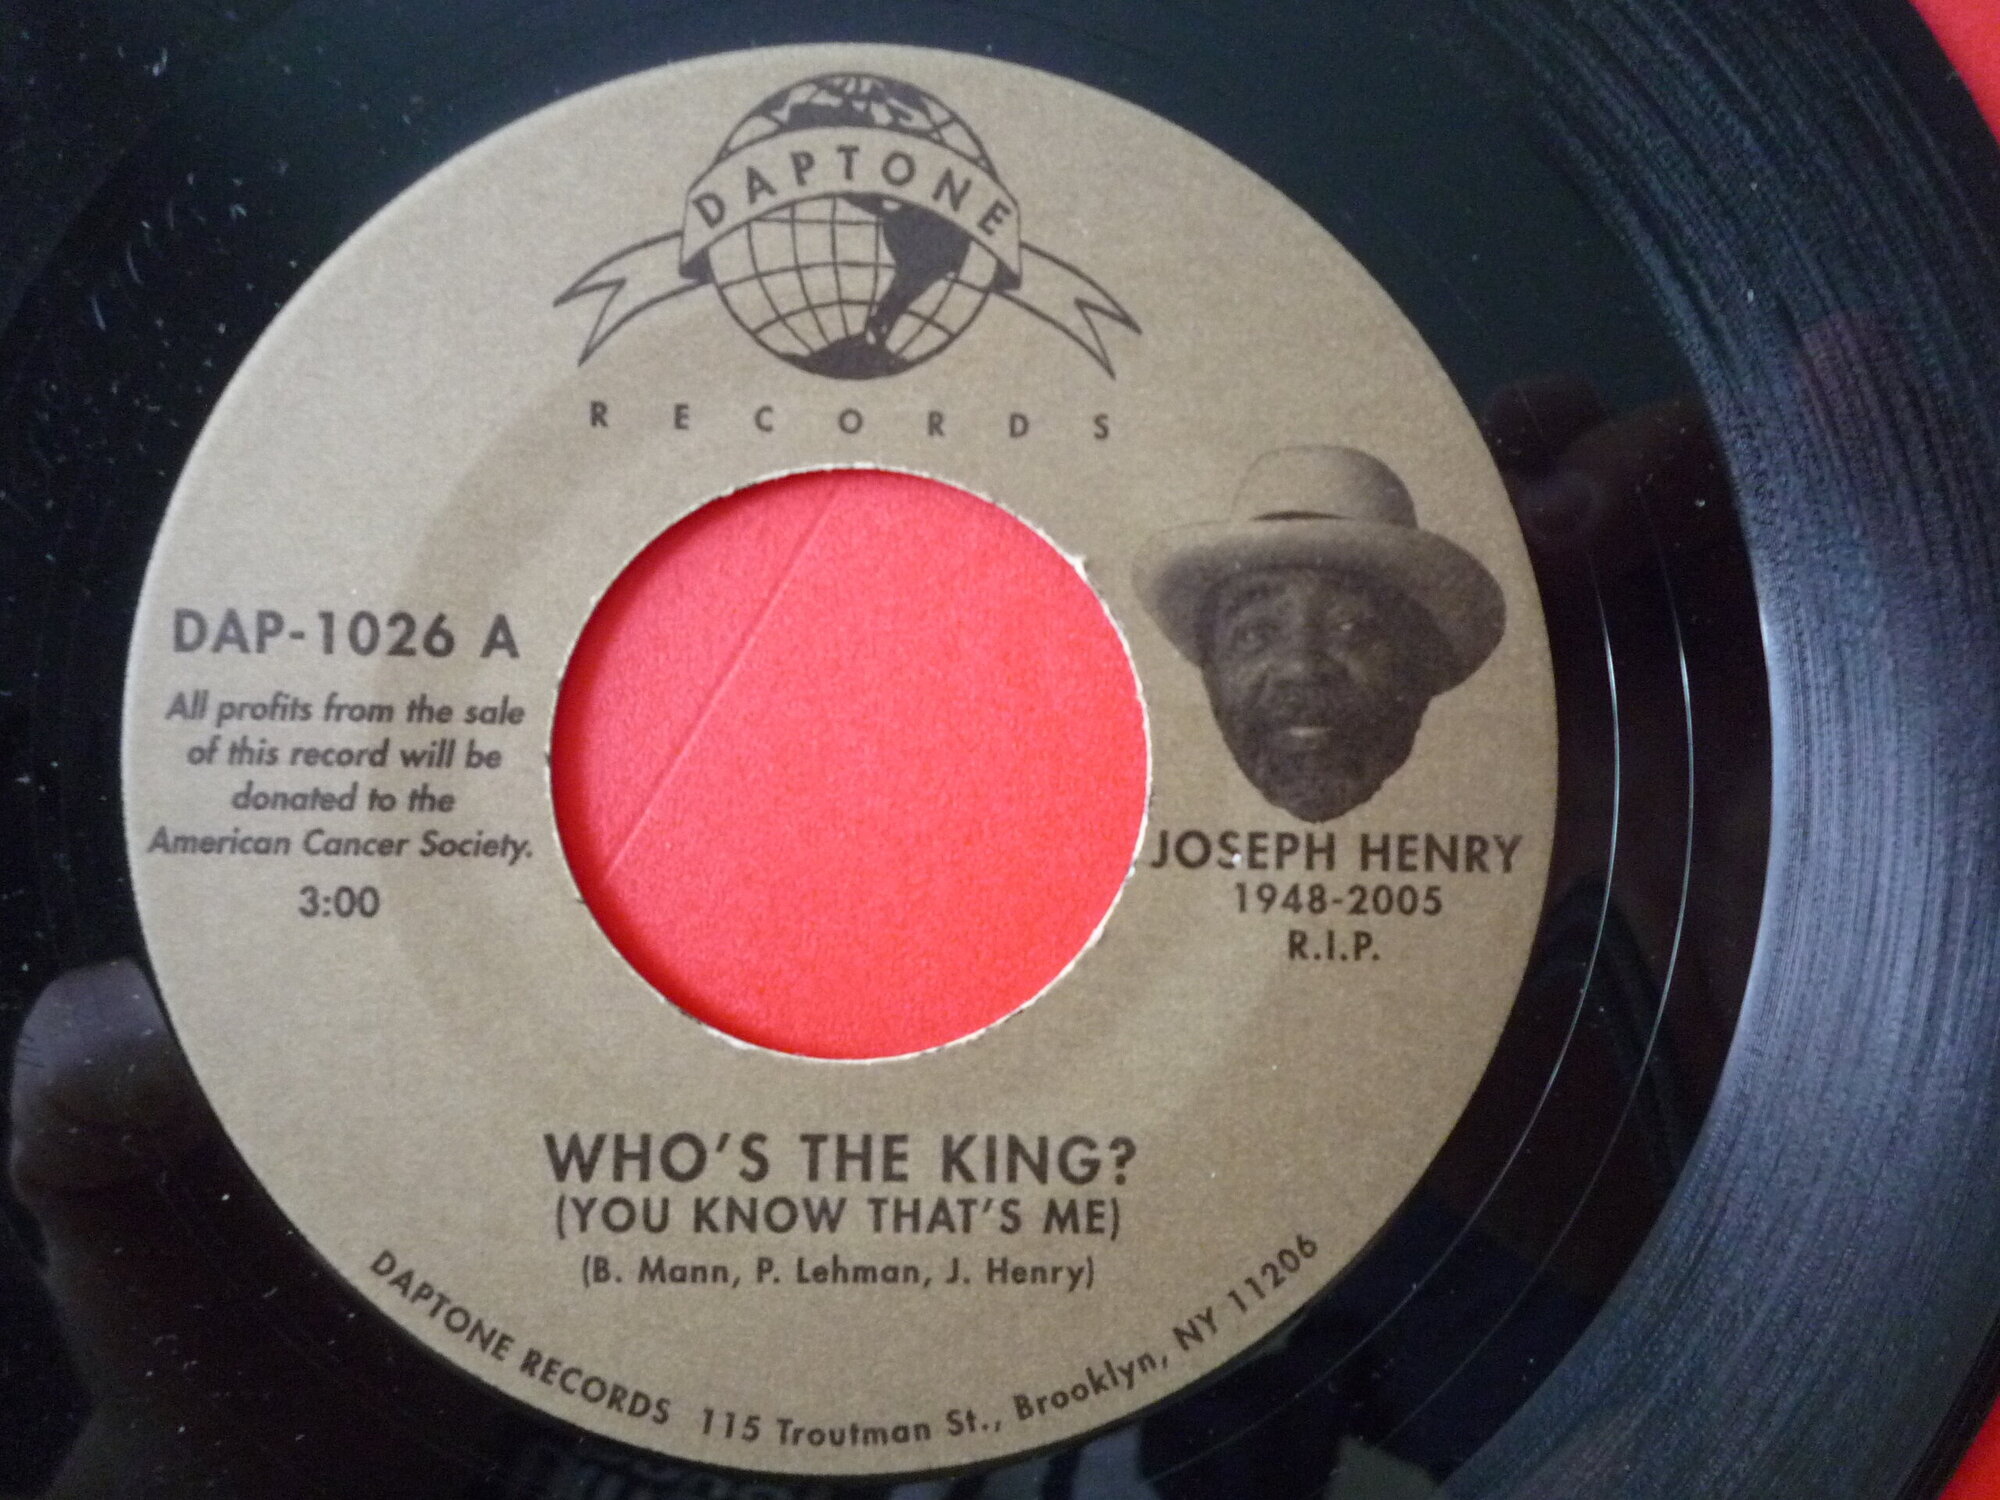 DAPTONE
RECORDS
DAP-1026 A
All profits from the sale
of this record will be
donated to the
American Cancer Society.
3:00
JOSEPH HENRY
1948-2005
R.I.P.
WHO'S THE KING?
(YOU KNOW THAT'S ME)
(B. Mann, P. Lehman, J. Henry)
DAPTONE RECORDS 115 Troutman St., Brooklyn, NY 11206